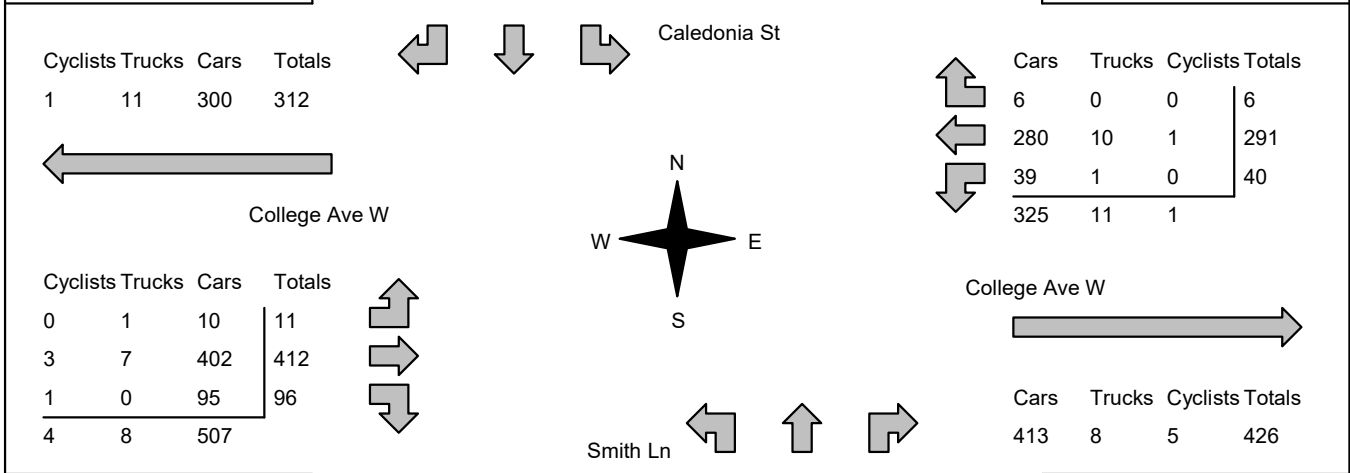 Caledonia St
Cyclists Trucks Cars Totals
1 11 300 312
College Ave W
Cyclists Trucks Cars Totals
0 1 10 11
3 7 402 412
1 0 95 96
4 8 507
N
W E
S
Smith Ln
Cars Trucks Cyclists Totals
6 0 0 6
280 10 1 291
39 1 0 40
325 11 1
College Ave W
Cars Trucks Cyclists Totals
413 8 5 426